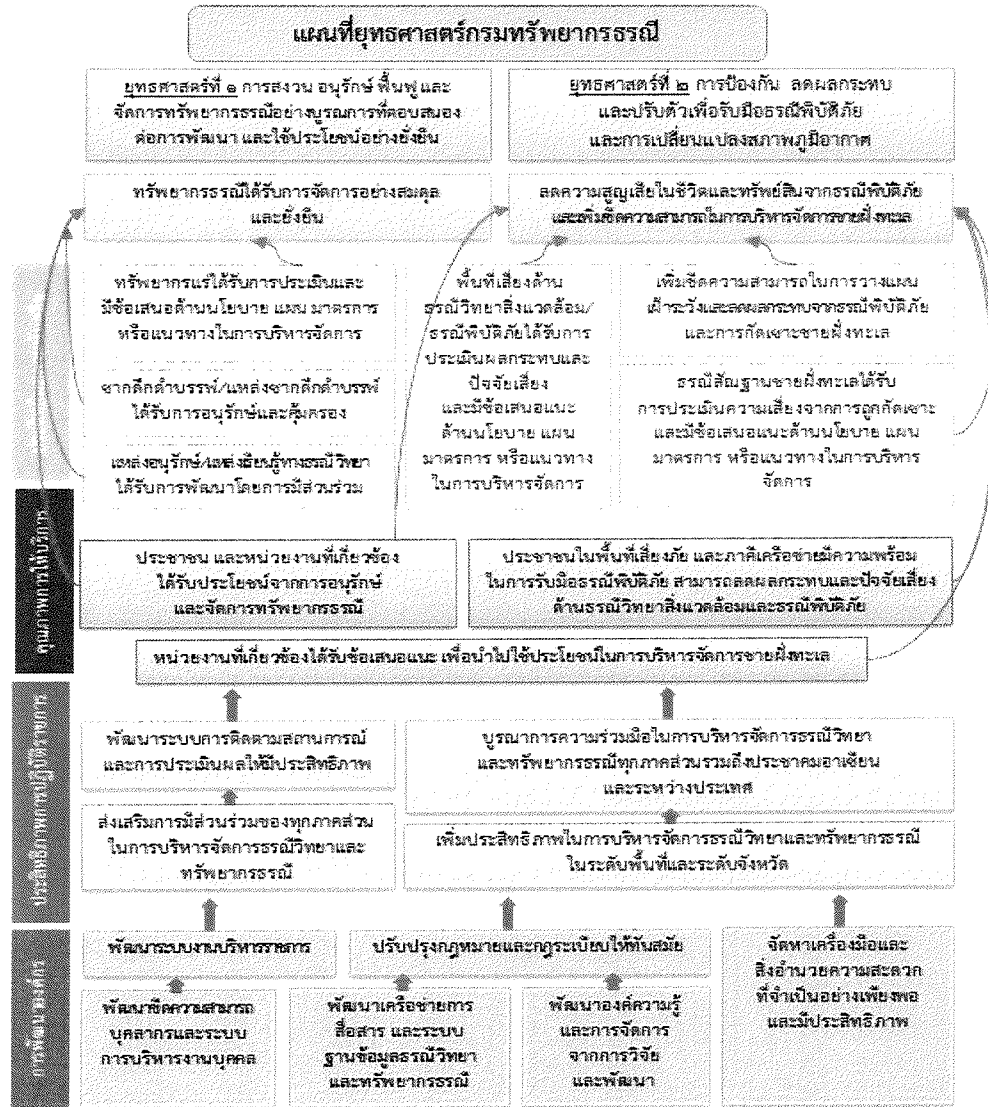 แผนที่ยุทธศาสตร์กรมทรัพยากรธรณี
ยุทธศาสตร์ที่ ๑ การสงวน อนุรักษ์ ฟื้นฟู และ
จัดการทรัพยากรธรณีอย่างบูรณการที่ตอบสนอง
ต่อการพัฒนา และใช้ประโยชน์อย่างยั่งยืน
ยุทธศาสตร์ที่ ๒ การป้องกัน ลดผลกระทบ
และปรับตัวเพื่อรับมือธรณีพิบัติภัย
และการเปลี่ยนแปลงสภาพภูมิอากาศ
ทรัพยากรธรณีได้รับการจัดการอย่างสมดุล
และยั่งยืน
ลดความสูญเสียในชีวิตและทรัพย์สินจากธรณีพิบัติภัย
และเพิ่มขีดความสามารถในการบริหารจัดการชายฝั่งทะเล
ทรัพยากรแร่ได้รับการประเมินและ
มีข้อเสนอด้านนโยบาย แผน มาตรการ
หรือแนวทางในการบริหารจัดการ
ซากดึกดำบรรพ์/แหล่งซากดึกดำบรรพ์
ได้รับการอนุรักษ์และคุ้มครอง
แหล่งอนุรักษ์/แหล่งเรียนรู้ทางธรณีวิทยา
ได้รับการพัฒนาโดยการมีส่วนร่วม
พื้นที่เสี่ยงด้าน
ธรณีวิทยาสิ่งแวดล้อม/
ธรณีพิบัติภัยได้รับการ
ประเมินผลกระทบและ
ปัจจัยเสี่ยง
และมีข้อเสนอแนะ
ด้านนโยบาย แผน
มาตรการ หรือแนวทาง
ในการบริหารจัดการ
เพิ่มขีดความสามารถในการวางแผน
เฝ้าระวังและลดผลกระทบจากธรณีพิบัติภัย
และการกัดเซาะชายฝั่งทะเล
ธรณีสัณฐานชายฝั่งทะเลได้รับ
การประเมินความเสี่ยงจากการถูกกัดเซาะ
และมีข้อเสนอแนะด้านนโยบาย แผน
มาตรการ หรือแนวทางในการบริหาร
จัดการ
คุณภาพการให้บริการ
ประชาชน และหน่วยงานที่เกี่ยวข้อง
ได้รับประโยชน์จากการอนุรักษ์
และจัดการทรัพยากรธรณี
ประชาชนในพื้นที่เสี่ยงภัย และภาคีเครือข่ายมีความพร้อม
ในการรับมือธรณีพิบัติภัย สามารถลดผลกระทบและปัจจัยเสี่ยง
ด้านธรณีวิทยาสิ่งแวดล้อมและธรณีพิบัติภัย
หน่วยงานที่เกี่ยวข้องได้รับข้อเสนอแนะ เพื่อนำไปใช้ประโยชน์ในการบริหารจัดการชายฝั่งทะเล
ประสิทธิภาพการปฏิบัติราชการ
พัฒนาระบบการติดตามสถานการณ์
และการประเมินผลให้มีประสิทธิภาพ
ส่งเสริมการมีส่วนร่วมของทุกภาคส่วน
ในการบริหารจัดการธรณีวิทยาและ
ทรัพยากรธรณี
บูรณาการความร่วมมือในการบริหารจัดการธรณีวิทยา
และทรัพยากรธรณีทุกภาคส่วนรวมถึงประชาคมอาเซียน
และระหว่างประเทศ
เพิ่มประสิทธิภาพในการบริหารจัดการธรณีวิทยาและทรัพยากรธรณี
ในระดับพื้นที่และระดับจังหวัด
การพัฒนาองค์กร
พัฒนาระบบงานบริหารราชการ
ปรับปรุงกฎหมายและกฎระเบียบให้ทันสมัย
จัดหาเครื่องมือและ
สิ่งอำนวยความสะดวก
ที่จำเป็นอย่างเพียงพอ
และมีประสิทธิภาพ
พัฒนาขีดความสามารถ
บุคลากรและระบบ
การบริหารงานบุคคล
พัฒนาเครือข่ายการ
สื่อสาร และระบบ
ฐานข้อมูลธรณีวิทยา
และทรัพยากรธรณี
พัฒนาองค์ความรู้
และการจัดการ
จากการวิจัย
และพัฒนา